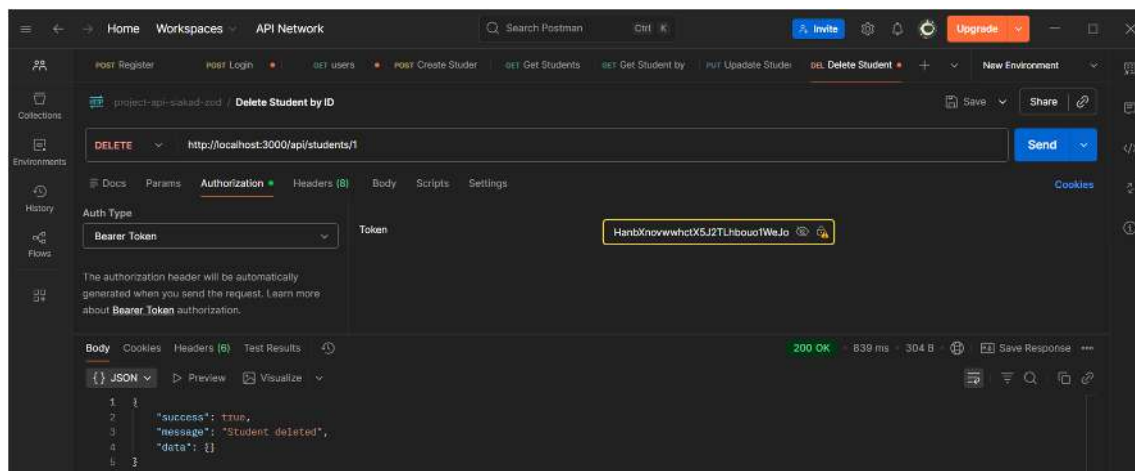 Home Workspaces API Network Search Postman Ctrl K Invite Upgrade
POST Register POST Login GET users POST Create Studer GET Get Students GET Get Student by PUT Upadate Studer DEL Delete Student + New Environment
project-api-siakad-zod / Delete Student by ID Save Share
Collections
DELETE http://localhost:3000/api/students/1 Send
Environments
Docs Params Authorization Headers (8) Body Scripts Settings Cookies
History
Auth Type
Bearer Token
Token HanbXnovwwhctX5J2TLhbouo1WeJo
Flows
The authorization header will be automatically
generated when you send the request. Learn more
about Bearer Token authorization.
Body Cookies Headers (6) Test Results 200 OK 839 ms 304 B Save Response
{} JSON Preview Visualize
1 {
2 "success": true,
3 "message": "Student deleted",
4 "data": {}
5 }